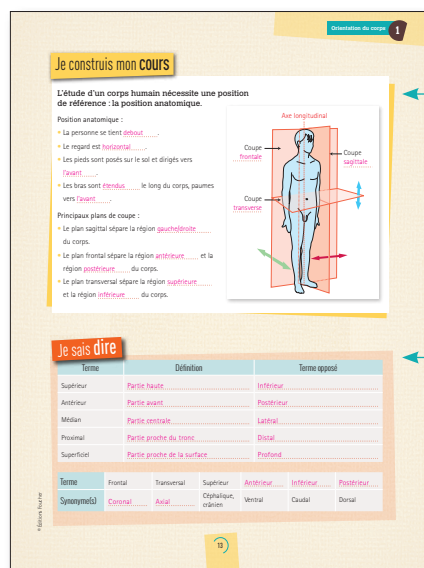 Orientation du corps 1
Je construis mon cours
L'étude d'un corps humain nécessite une position
de référence : la position anatomique.
Position anatomique :
• La personne se tient debout.
• Le regard est horizontal.
• Les pieds sont posés sur le sol et dirigés vers
l'avant.
• Les bras sont étendus le long du corps, paumes
vers l'avant.
Principaux plans de coupe :
• Le plan sagittal sépare la région gauche/droite
du corps.
• Le plan frontal sépare la région antérieure et la
région postérieure du corps.
• Le plan transversal sépare la région supérieure
et la région inférieure du corps.
Axe longitudinal
Coupe
frontale
Coupe
sagittale
Coupe
transverse
Je sais dire
Terme Définition Terme opposé
Supérieur Partie haute Inférieur
Antérieur Partie avant Postérieur
Médian Partie centrale Latéral
Proximal Partie proche du tronc Distal
Superficiel Partie proche de la surface Profond
Terme Frontal Transversal Supérieur Antérieur Inférieur Postérieur
Synonyme(s) Coronal Axial Céphalique, crânien Ventral Caudal Dorsal
© Éditions Foucher
13